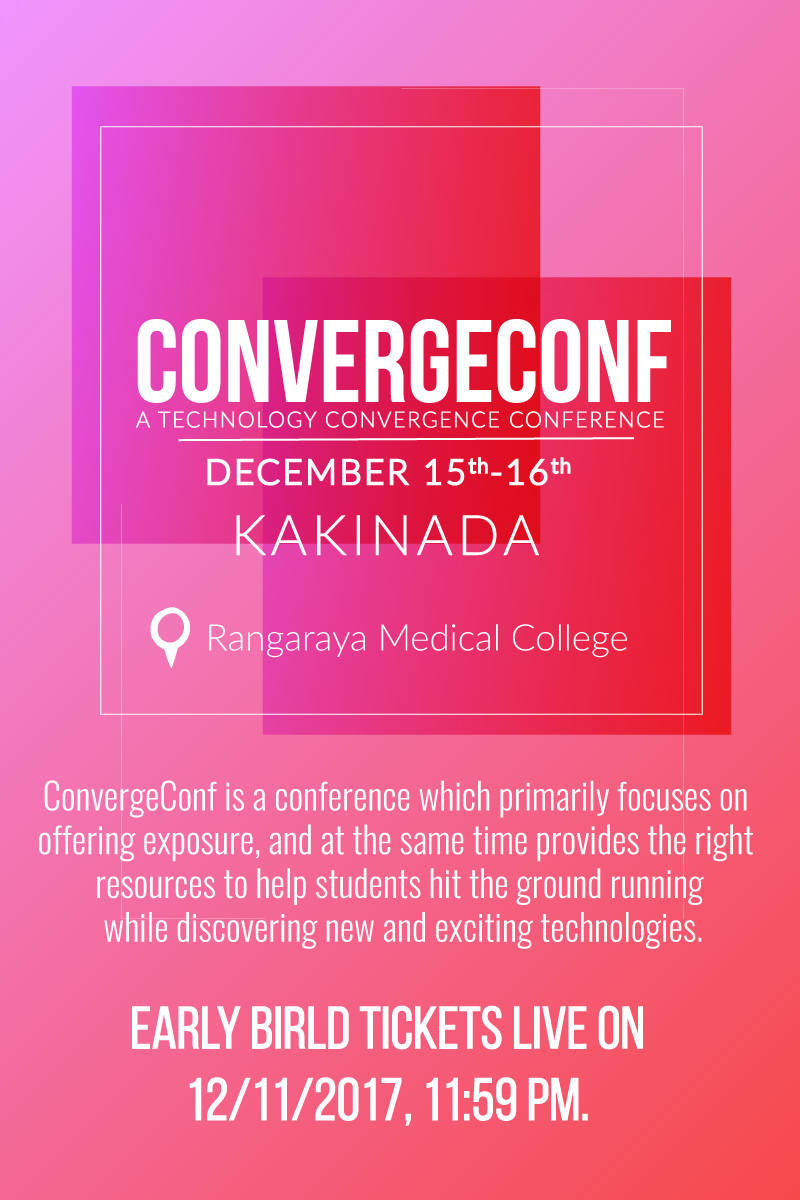 CONVERGECONF
A TECHNOLOGY CONVERGENCE CONFERENCE
DECEMBER 15th-16th
KAKINADA
Rangaraya Medical College
ConvergeConf is a conference which primarily focuses on
offering exposure, and at the same time provides the right
resources to help students hit the ground running
while discovering new and exciting technologies.
EARLY BIRLD TICKETS LIVE ON
12/11/2017, 11:59 PM.